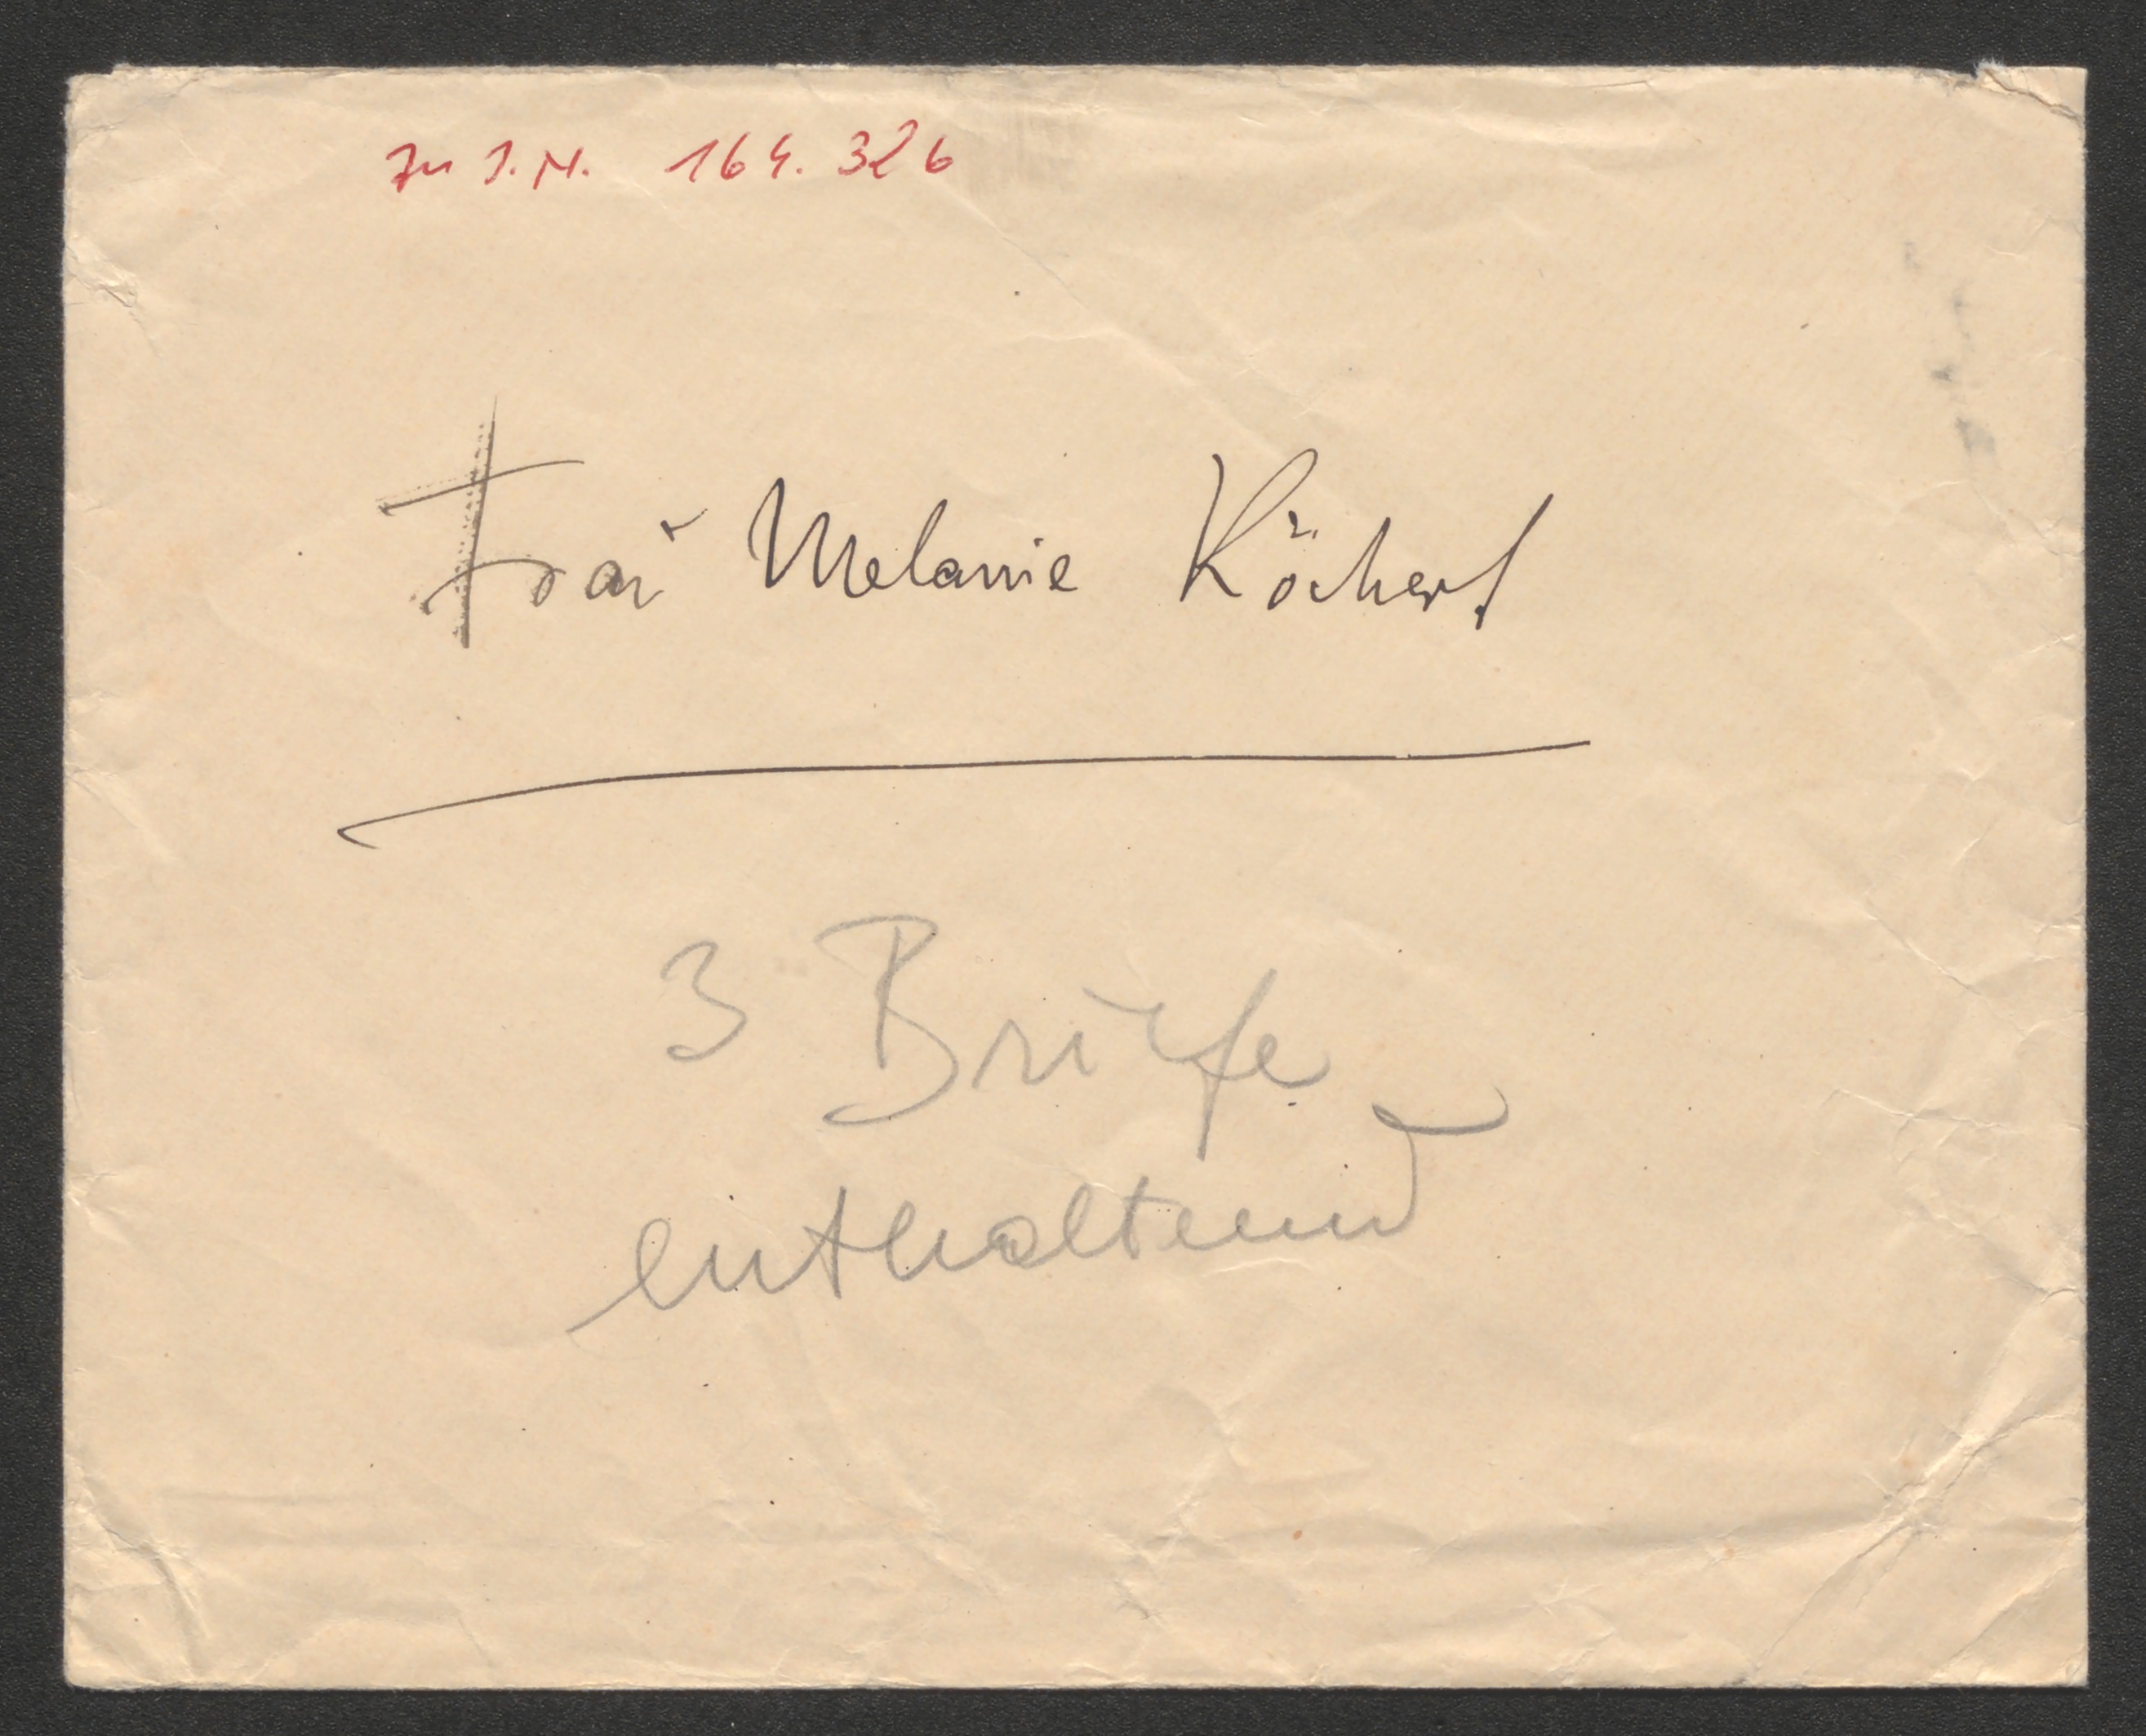 zu I.N. 164.326
Frau Melanie Köchert
3 Briefe
enthaltend